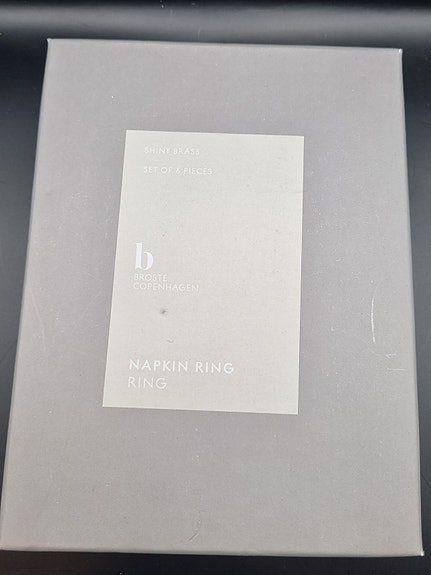 SHINY BRASS
SET OF 4 PIECES
b
BROSTE
COPENHAGEN
NAPKIN RING
RING